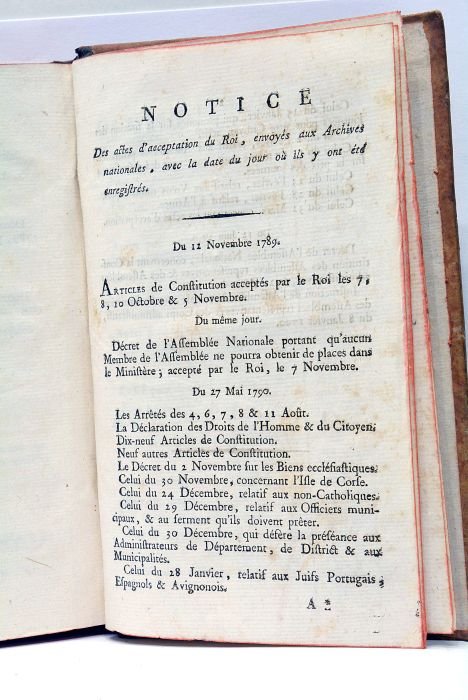 NOTICE
Des actes d'acceptation du Roi, envoyés aux Archives
nationales, avec la date du jour où ils y ont été
enregistrés.
Du 12 Novembre 1789.
ARTICLES de Constitution acceptés par le Roi les 7,
8, 10 Octobre & 5 Novembre.
Du même jour.
Décret de l'Assemblée Nationale portant qu'aucun
Membre de l'Assemblée ne pourra obtenir de places dans
le Ministère; accepté par le Roi, le 7 Novembre.
Du 27 Mai 1790.
Les Arrêtés des 4, 6, 7, 8 & 11 Août.
La Déclaration des Droits de l'Homme & du Citoyen.
Dix-neuf Articles de Constitution.
Neuf autres Articles de Constitution.
Le Décret du 2 Novembre sur les Biens ecclésiastiques.
Celui du 30 Novembre, concernant l'Isle de Corse.
Celui du 24 Décembre, relatif aux non-Catholiques.
Celui du 29 Décembre, relatif aux Officiers muni-
cipaux, & au serment qu'ils doivent prêter.
Celui du 30 Décembre, qui défère la préséance aux
Administrateurs de Département, de District & aux
Municipalités.
Celui du 28 Janvier, relatif aux Juifs Portugais,
Espagnols & Avignonois.
A *